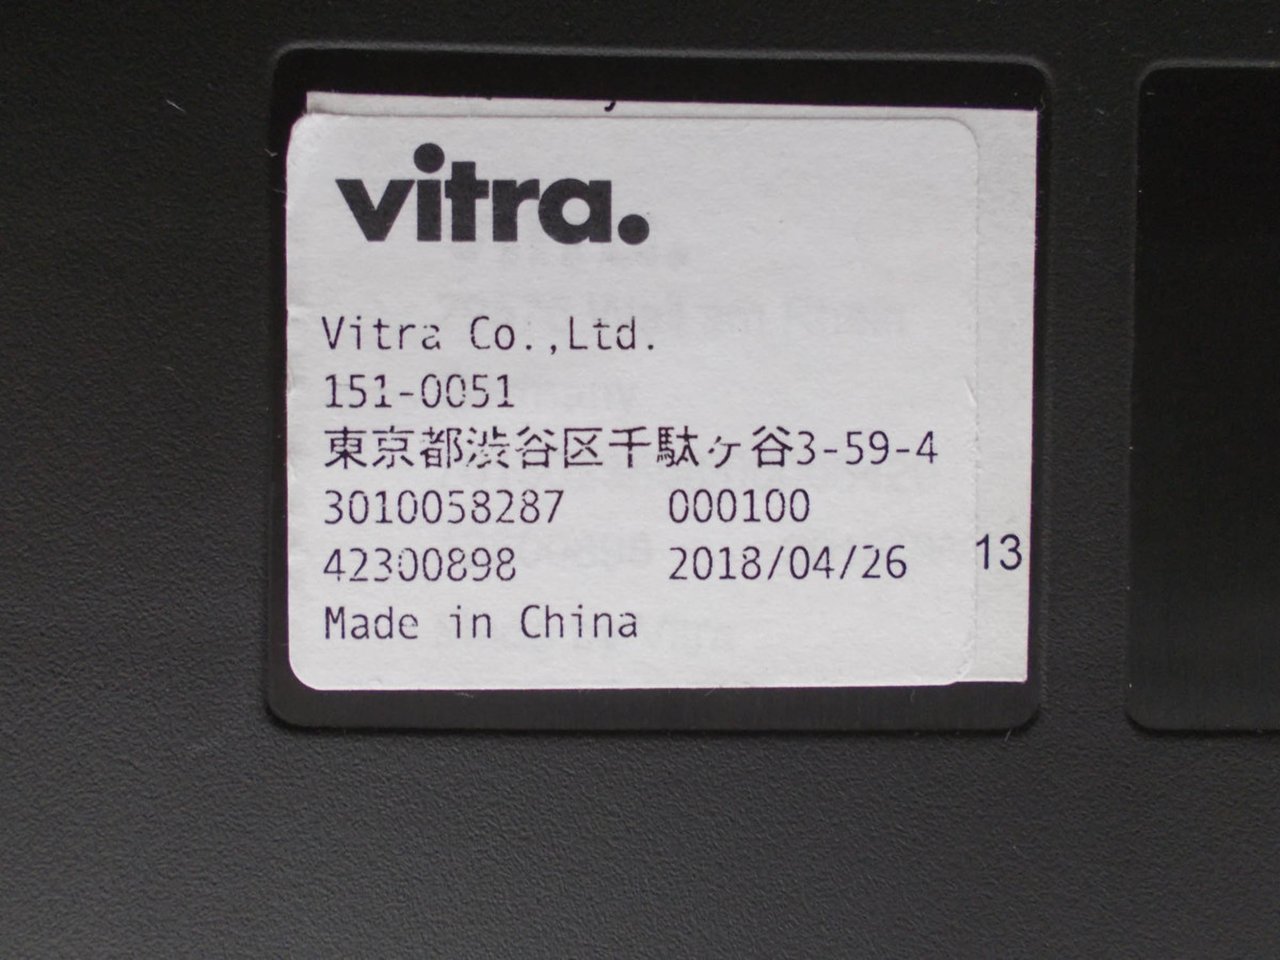 vitra.
Vitra Co.,Ltd.
151-0051
東京都渋谷区千駄ヶ谷3-59-4
3010058287 000100
42300898 2018/04/26
13
Made in China